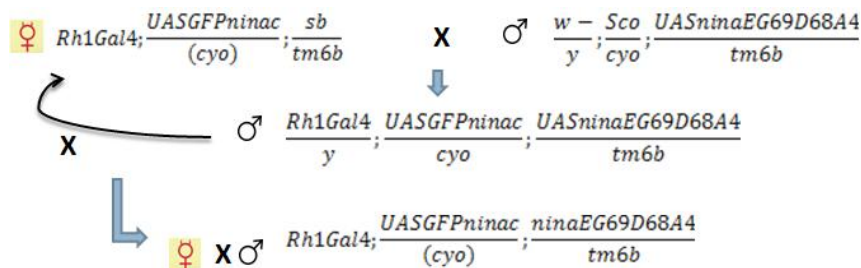 ☿ Rh1Gal4; UASGFPninac/(cyo) ; sb/tm6b X ♂ w −/y ; Sco/cyo ; UASninaEG69D68A4/tm6b
X ♂ Rh1Gal4/y ; UASGFPninac/cyo ; UASninaEG69D68A4/tm6b
☿ X ♂ Rh1Gal4; UASGFPninac/(cyo) ; ninaEG69D68A4/tm6b